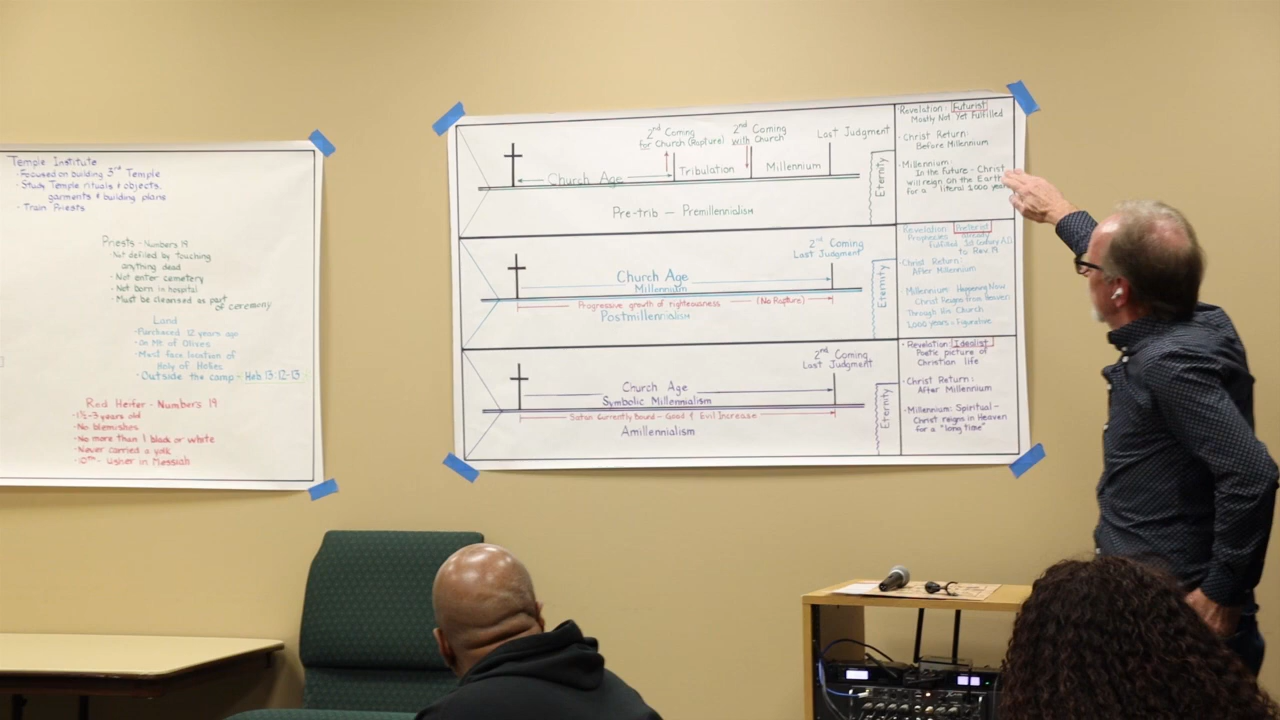 Temple Institute
- Focused on building 3rd Temple
- Study Temple rituals & objects,
garments & building plans
- Train Priests
Priests - Numbers 19
- Not defiled by touching
anything dead
- Not enter cemetery
- Not born in hospital
- Must be cleansed as part
of ceremony
Land
- Purchased 12 years ago
- On Mt of Olives
- Must face location of
Holy of Holies
- Outside the camp - Heb 13:12-13
Red Heifer - Numbers 19
- 1½-3 years old
- No blemishes
- No more than 1 black or white
- Never carried a yolk
- 10th - usher in Messiah
2nd Coming
for Church (Rapture)
2nd Coming
with Church
Last Judgment
Church Age
Tribulation
Millennium
Eternity
Pre-trib — Premillennialism
• Revelation: Futurist
Mostly Not Yet Fulfilled
• Christ Return:
Before Millennium
• Millennium:
In the future - Christ
will reign on the Earth
for a "literal 1,000 years
2nd Coming
Last Judgment
Church Age
Millennium
Progressive growth of righteousness — (No Rapture)
Postmillennialism
Eternity
Revelation: Preterist
Prophesies already
fulfilled 1st Century A.D.
to Rev. 19
• Christ Return:
After Millennium
• Millennium: Happening Now
Christ Reigns from heaven
Through His Church
1,000 years = Figurative
2nd Coming
Last Judgment
Church Age
Symbolic Millennialism
Satan Currently Bound - Good & Evil Increase
Amillennialism
Eternity
• Revelation: Idealist
Poetic picture of
Christian life
• Christ Return:
After Millennium
• Millennium: Spiritual -
Christ reigns in Heaven
for a "long time"